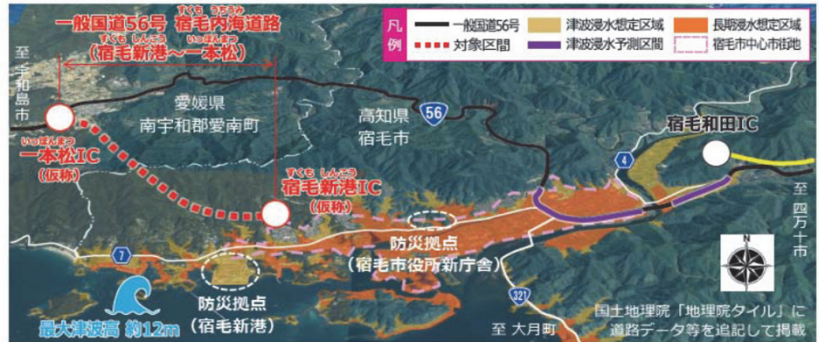 一般国道56号 宿毛内海道路
すくも うちうみ
(宿毛新港～一本松)
すくも しんこう いっぽんまつ
凡例
一般国道56号
津波浸水想定区域
長期浸水想定区域
対象区間
津波浸水予測区間
宿毛市中心市街地
至 宇和島市
愛媛県
南宇和郡愛南町
高知県
宿毛市
56
宿毛和田IC
4
いっぽんまつ
一本松IC
(仮称)
すくも しんこう
宿毛新港IC
(仮称)
至 四万十市
防災拠点
(宿毛市役所新庁舎)
7
防災拠点
(宿毛新港)
最大津波高 約12m
321
至 大月町
N
国土地理院「地理院タイル」に
道路データ等を追記して掲載